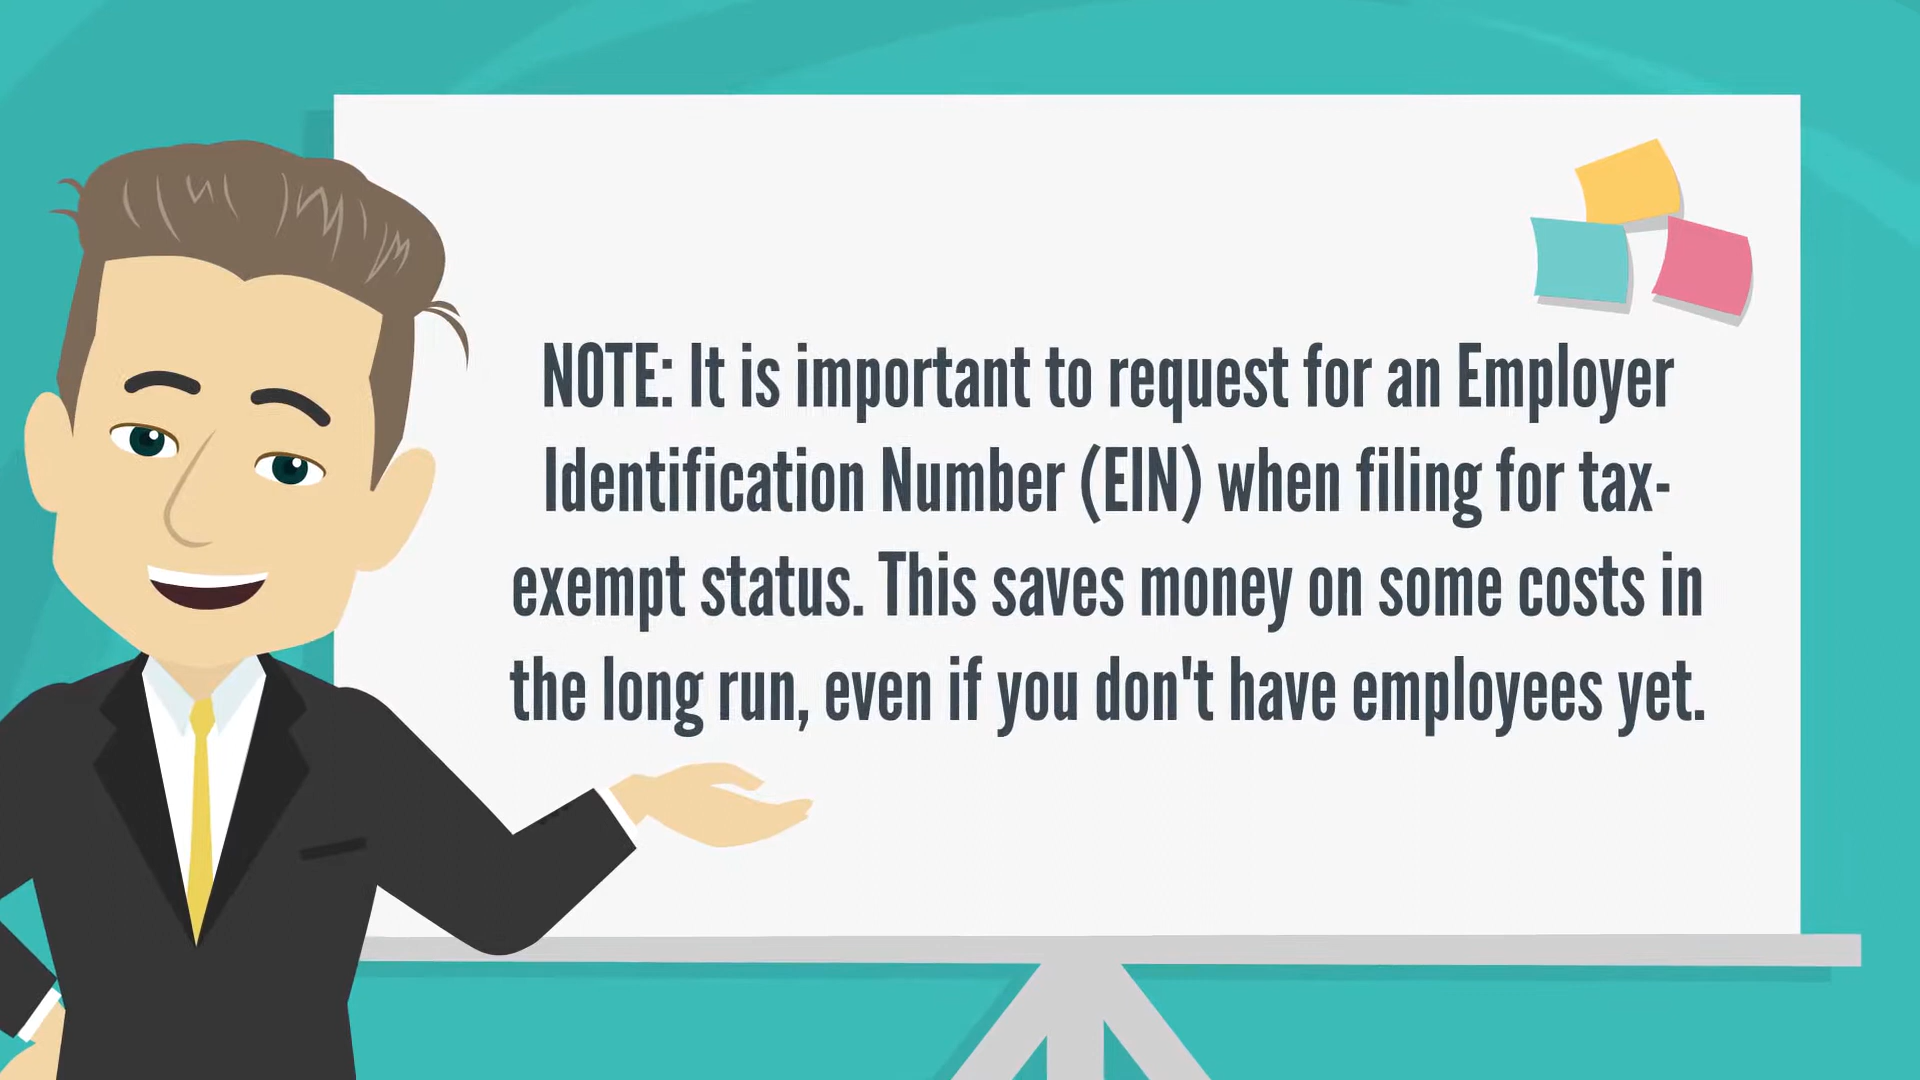 NOTE: It is important to request for an Employer
Identification Number (EIN) when filing for tax-
exempt status. This saves money on some costs in
the long run, even if you don't have employees yet.